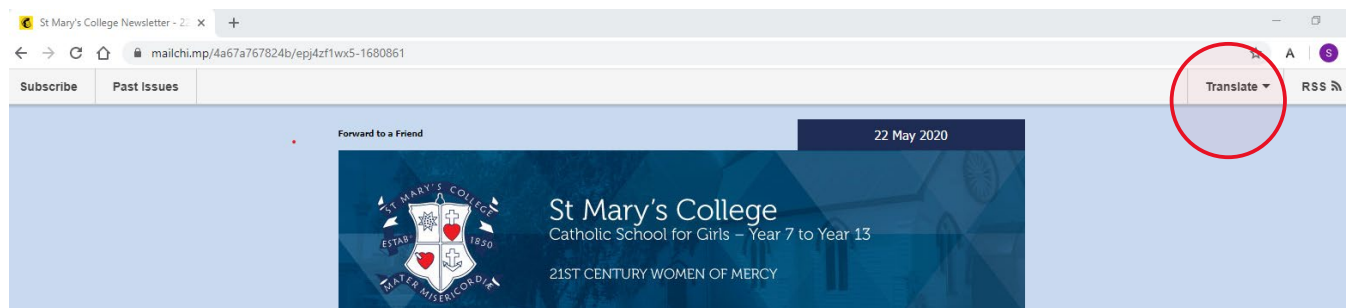 St Mary's College Newsletter - 2
mailchi.mp/4a67a767824b/epj4zf1wx5-1680861
A
S
Subscribe
Past Issues
Translate
RSS
Forward to a Friend
22 May 2020
ST MARY'S COLLEGE
ESTAB 1850
MATER MISERICORDIA
St Mary's College
Catholic School for Girls – Year 7 to Year 13
21ST CENTURY WOMEN OF MERCY